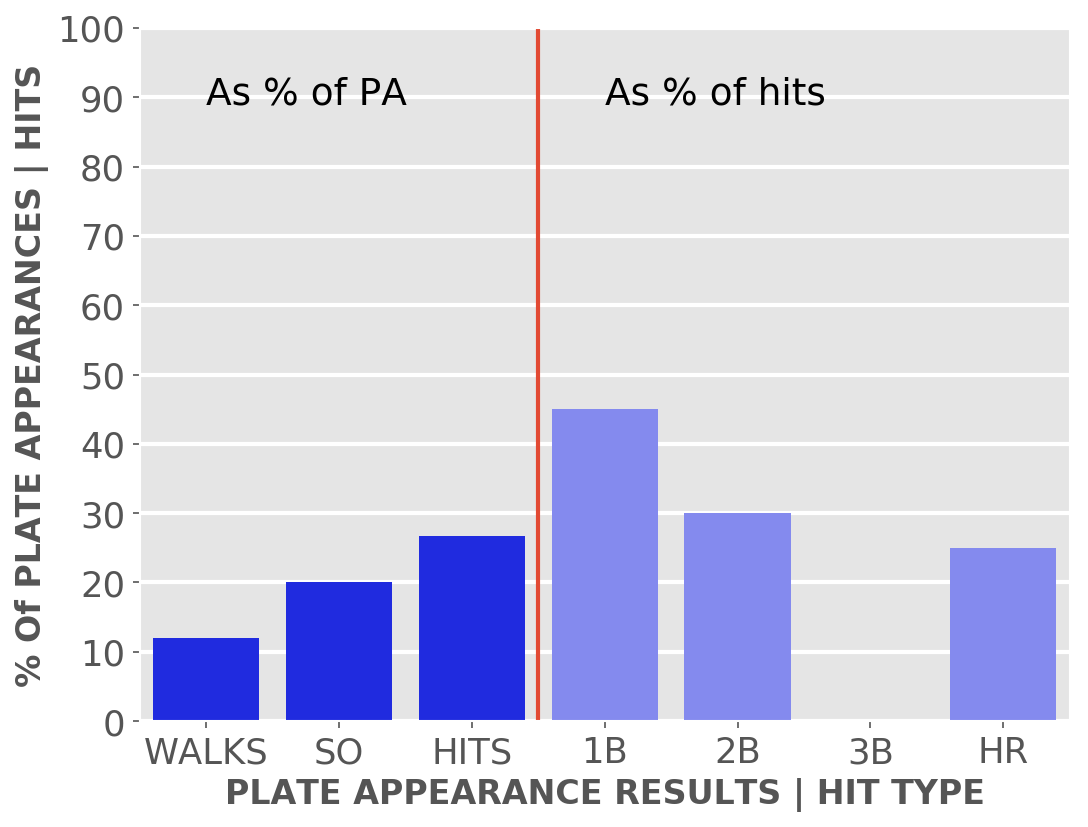 % Of PLATE APPEARANCES | HITS
100
90
80
70
60
50
40
30
20
10
0
As % of PA
As % of hits
WALKS SO HITS 1B 2B 3B HR
PLATE APPEARANCE RESULTS | HIT TYPE